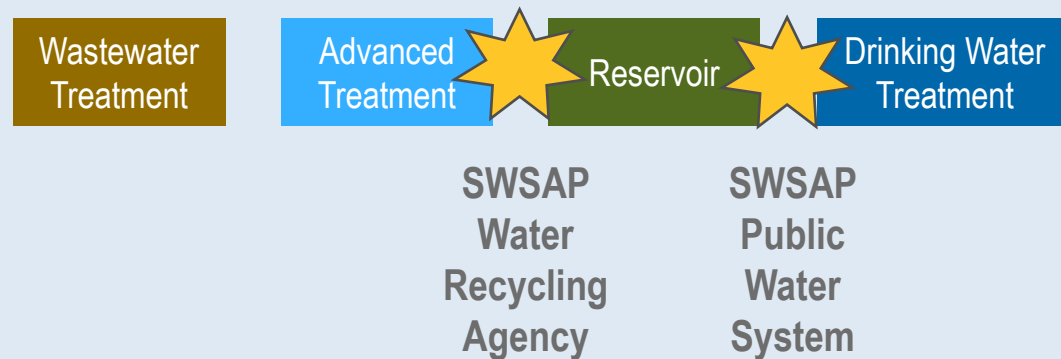 Wastewater
Treatment
Advanced
Treatment
Reservoir
Drinking Water
Treatment
SWSAP
Water
Recycling
Agency
SWSAP
Public
Water
System